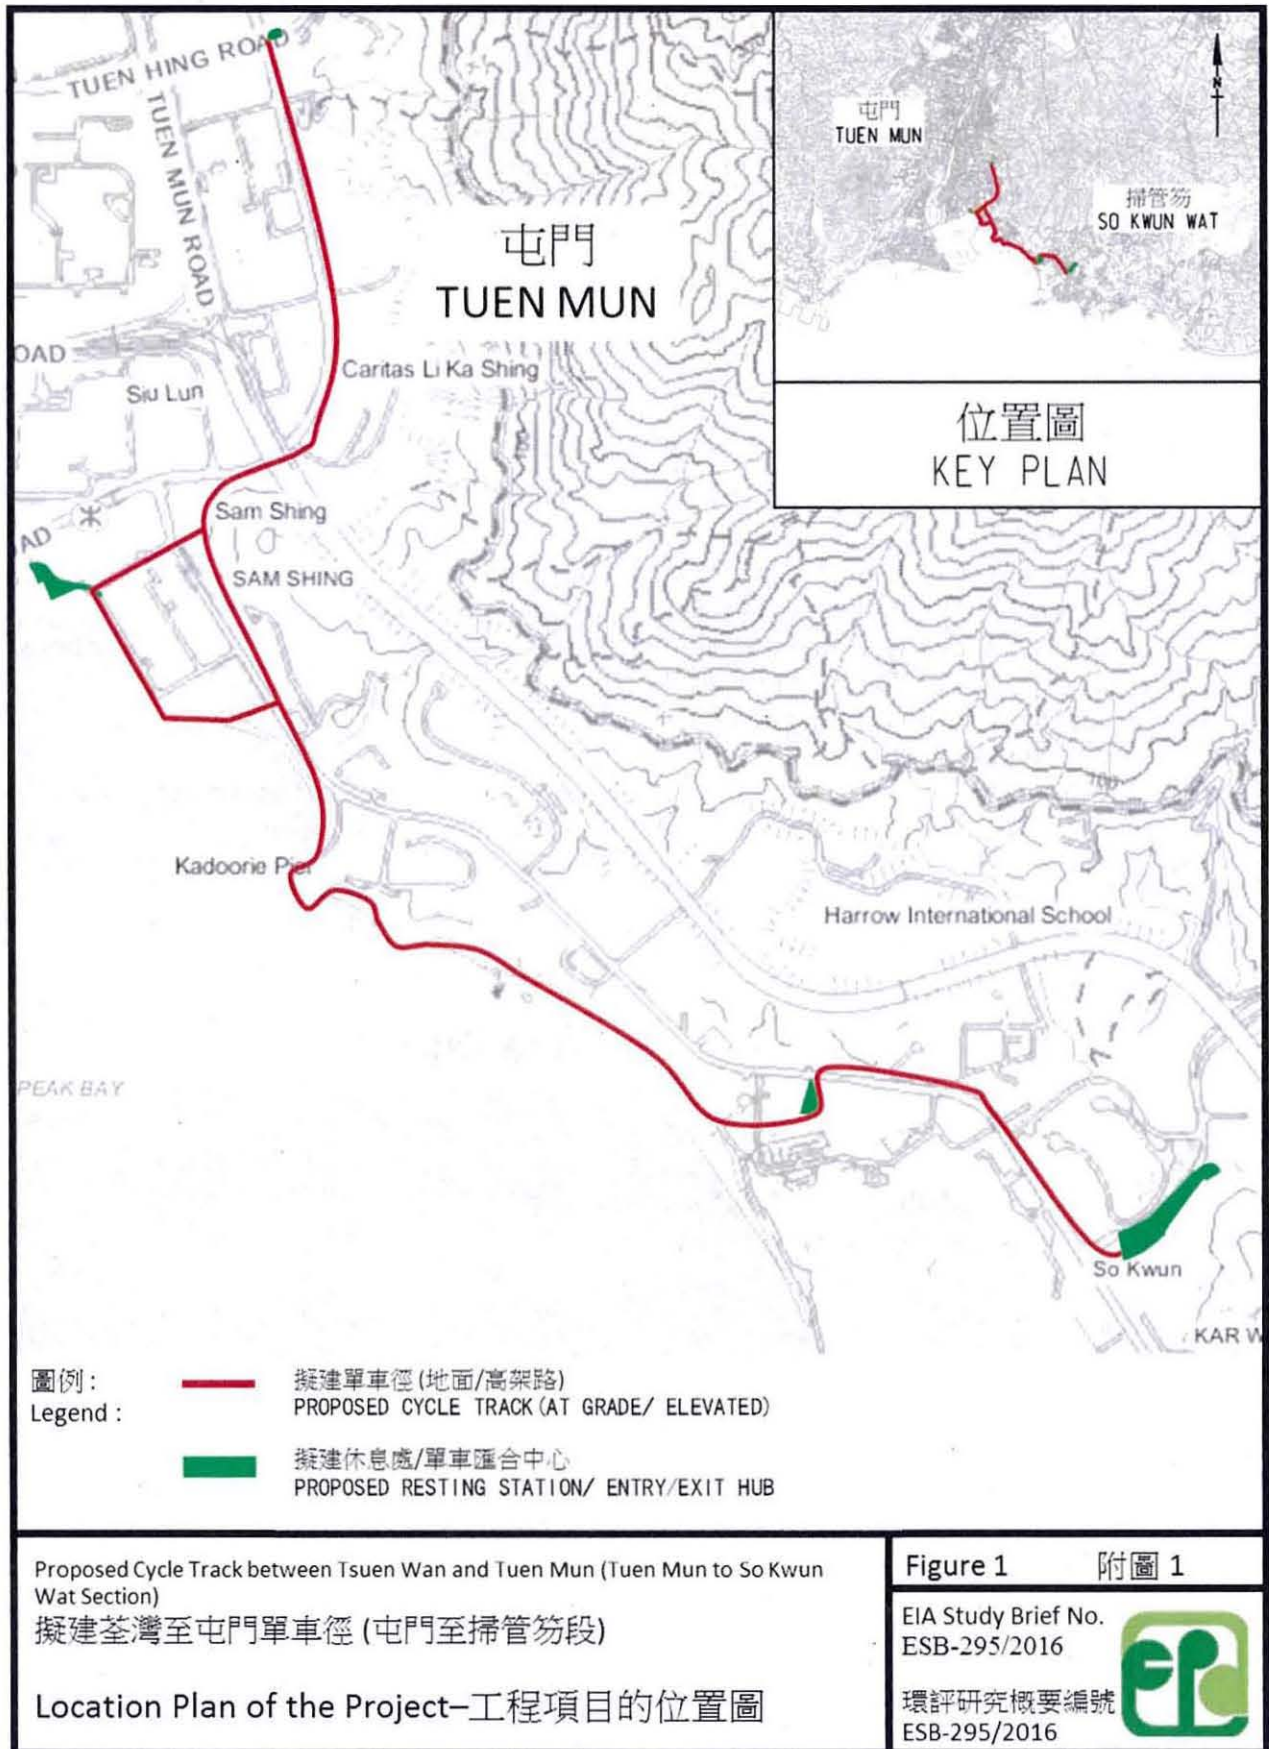 TUEN HING ROAD
TUEN MUN ROAD
屯門
TUEN MUN
OAD
Siu Lun
Caritas Li Ka Shing
Sam Shing
AD
SAM SHING
100
100
Kadoorie Pier
Harrow International School
PEAK BAY
So Kwun
KAR W
屯門
TUEN MUN
N
掃管笏
SO KWUN WAT
位置圖
KEY PLAN
圖例:
Legend :
擬建單車徑(地面/高架路)
PROPOSED CYCLE TRACK(AT GRADE/ ELEVATED)
擬建休息處/單車匯合中心
PROPOSED RESTING STATION/ ENTRY/EXIT HUB
Proposed Cycle Track between Tsuen Wan and Tuen Mun (Tuen Mun to So Kwun
Wat Section)
擬建荃灣至屯門單車徑 (屯門至掃管笏段)
Location Plan of the Project–工程項目的位置圖
Figure 1 附圖 1
EIA Study Brief No.
ESB-295/2016
環評研究概要編號
ESB-295/2016